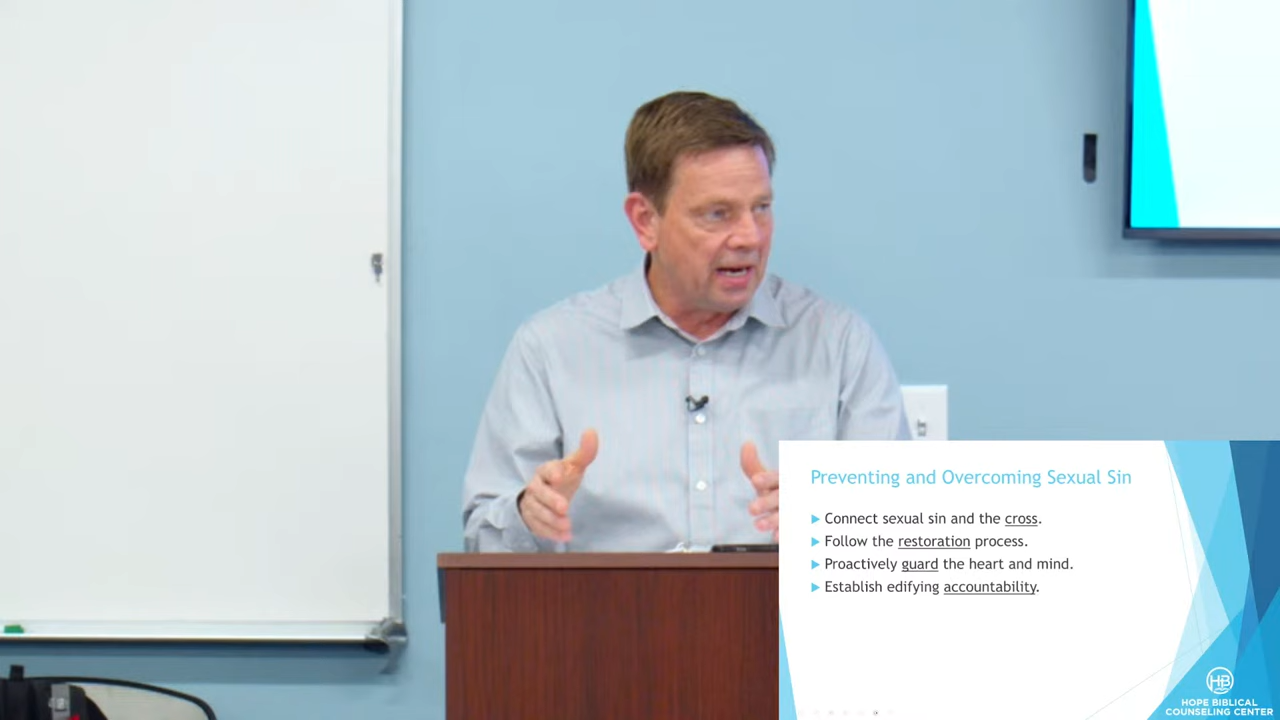 Preventing and Overcoming Sexual Sin
Connect sexual sin and the cross.
Follow the restoration process.
Proactively guard the heart and mind.
Establish edifying accountability.
HB
HOPE BIBLICAL
COUNSELING CENTER